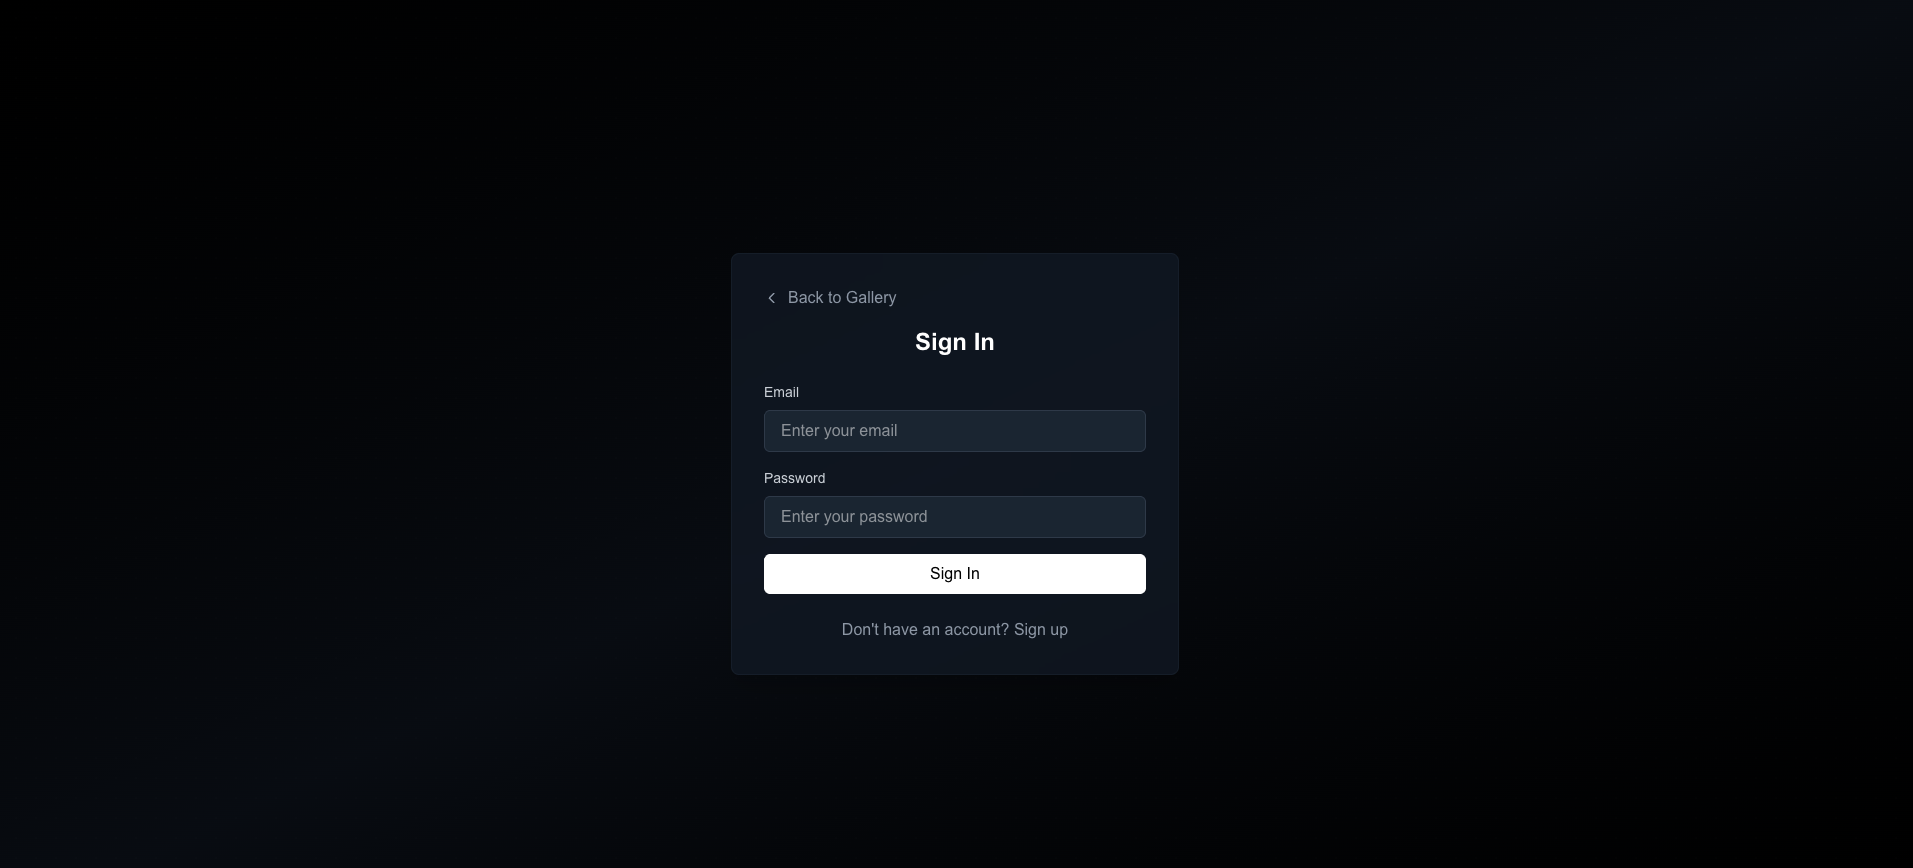 Back to Gallery
Sign In
Email
Enter your email
Password
Enter your password
Sign In
Don't have an account? Sign up